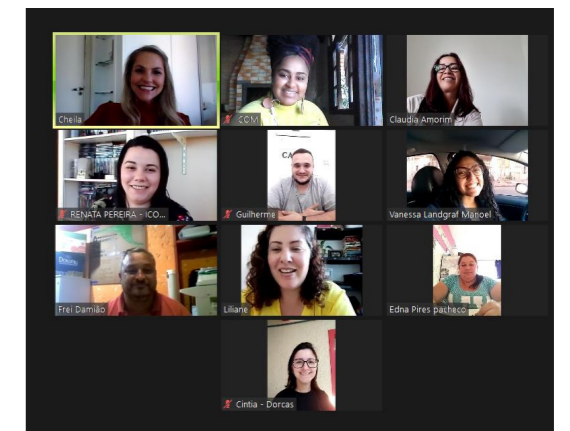 Cheila
CCM
Claudia Amorim
CA
RENATA PEREIRA - ICO...
Guilherme
Vanessa Landgraf Manoel
Frei Damião
Liliane
Edna Pires pacheco
Cintia - Dorcas